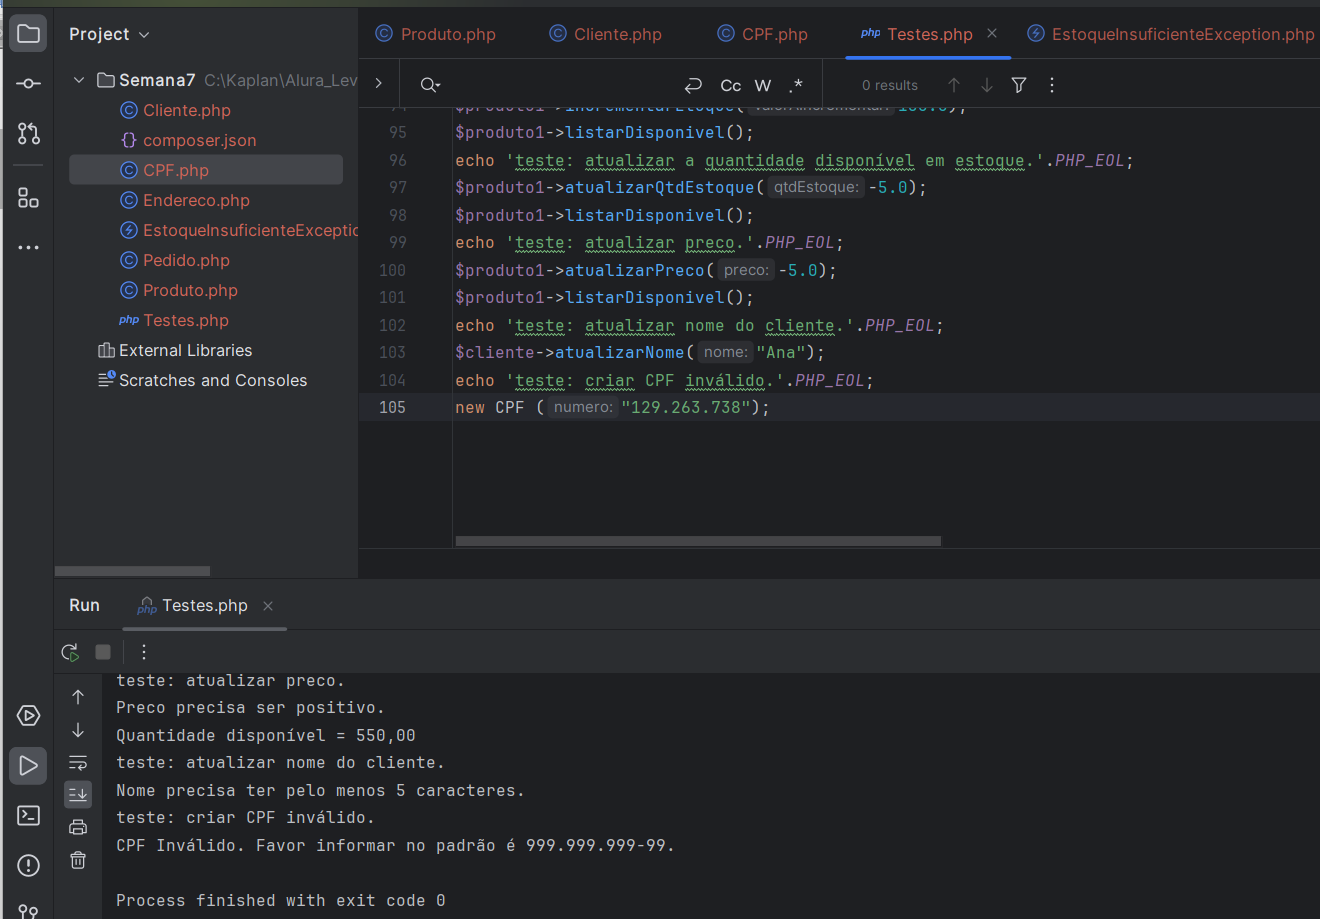 Project
Semana7 C:\Kaplan\Alura_Lev
Cliente.php
composer.json
CPF.php
Endereco.php
EstoqueInsuficienteExceptio
Pedido.php
Produto.php
php Testes.php
External Libraries
Scratches and Consoles
Produto.php Cliente.php CPF.php php Testes.php EstoqueInsuficienteException.php
Cc W .* 0 results
95 $produto1->listarDisponivel();
96 echo 'teste: atualizar a quantidade disponível em estoque.'.PHP_EOL;
97 $produto1->atualizarQtdEstoque( qtdEstoque: -5.0);
98 $produto1->listarDisponivel();
99 echo 'teste: atualizar preco.'.PHP_EOL;
100 $produto1->atualizarPreco( preco: -5.0);
101 $produto1->listarDisponivel();
102 echo 'teste: atualizar nome do cliente.'.PHP_EOL;
103 $cliente->atualizarNome( nome: "Ana");
104 echo 'teste: criar CPF inválido.'.PHP_EOL;
105 new CPF ( numero: "129.263.738");
Run php Testes.php
teste: atualizar preco.
Preco precisa ser positivo.
Quantidade disponível = 550,00
teste: atualizar nome do cliente.
Nome precisa ter pelo menos 5 caracteres.
teste: criar CPF inválido.
CPF Inválido. Favor informar no padrão é 999.999.999-99.
Process finished with exit code 0